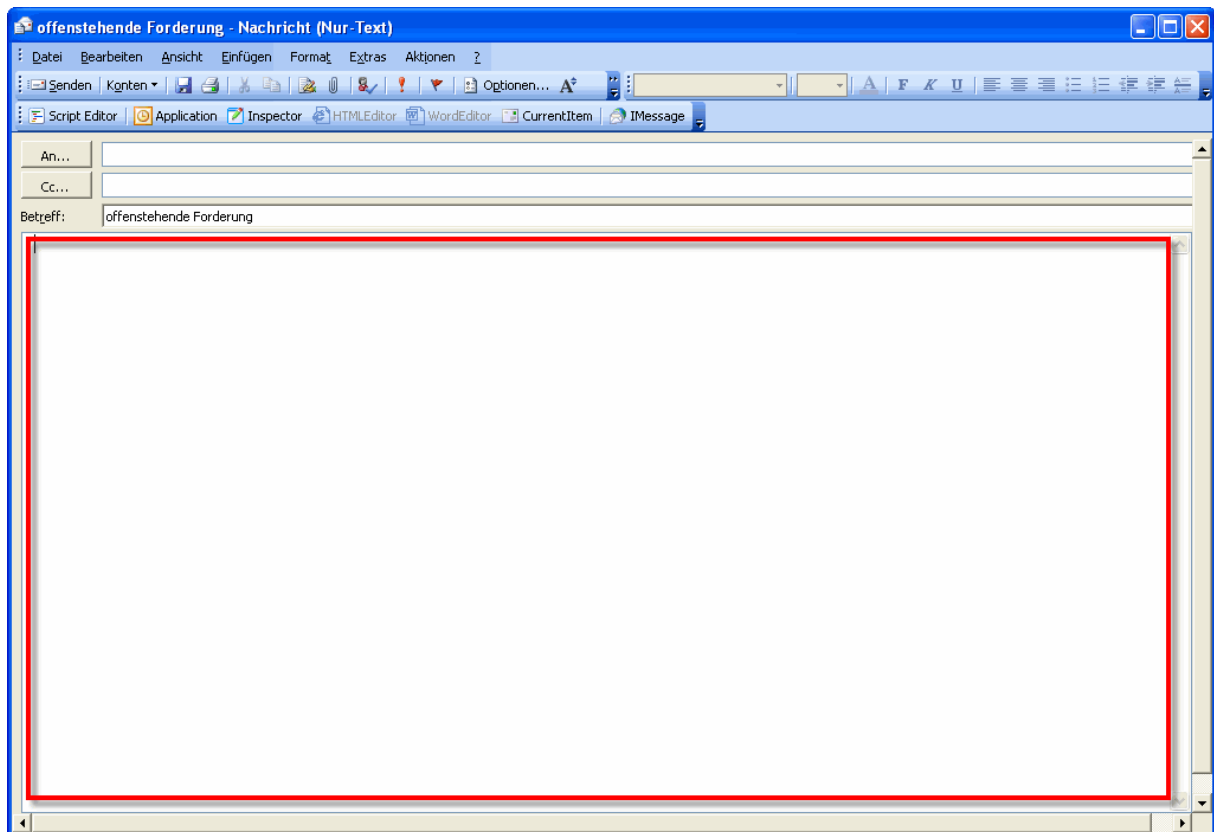 offenstehende Forderung - Nachricht (Nur-Text)
Datei Bearbeiten Ansicht Einfügen Format Extras Aktionen ?
Senden Konten Optionen... A F K U
Script Editor Application Inspector HTMLEditor WordEditor CurrentItem IMessage
An...
Cc...
Betreff: offenstehende Forderung